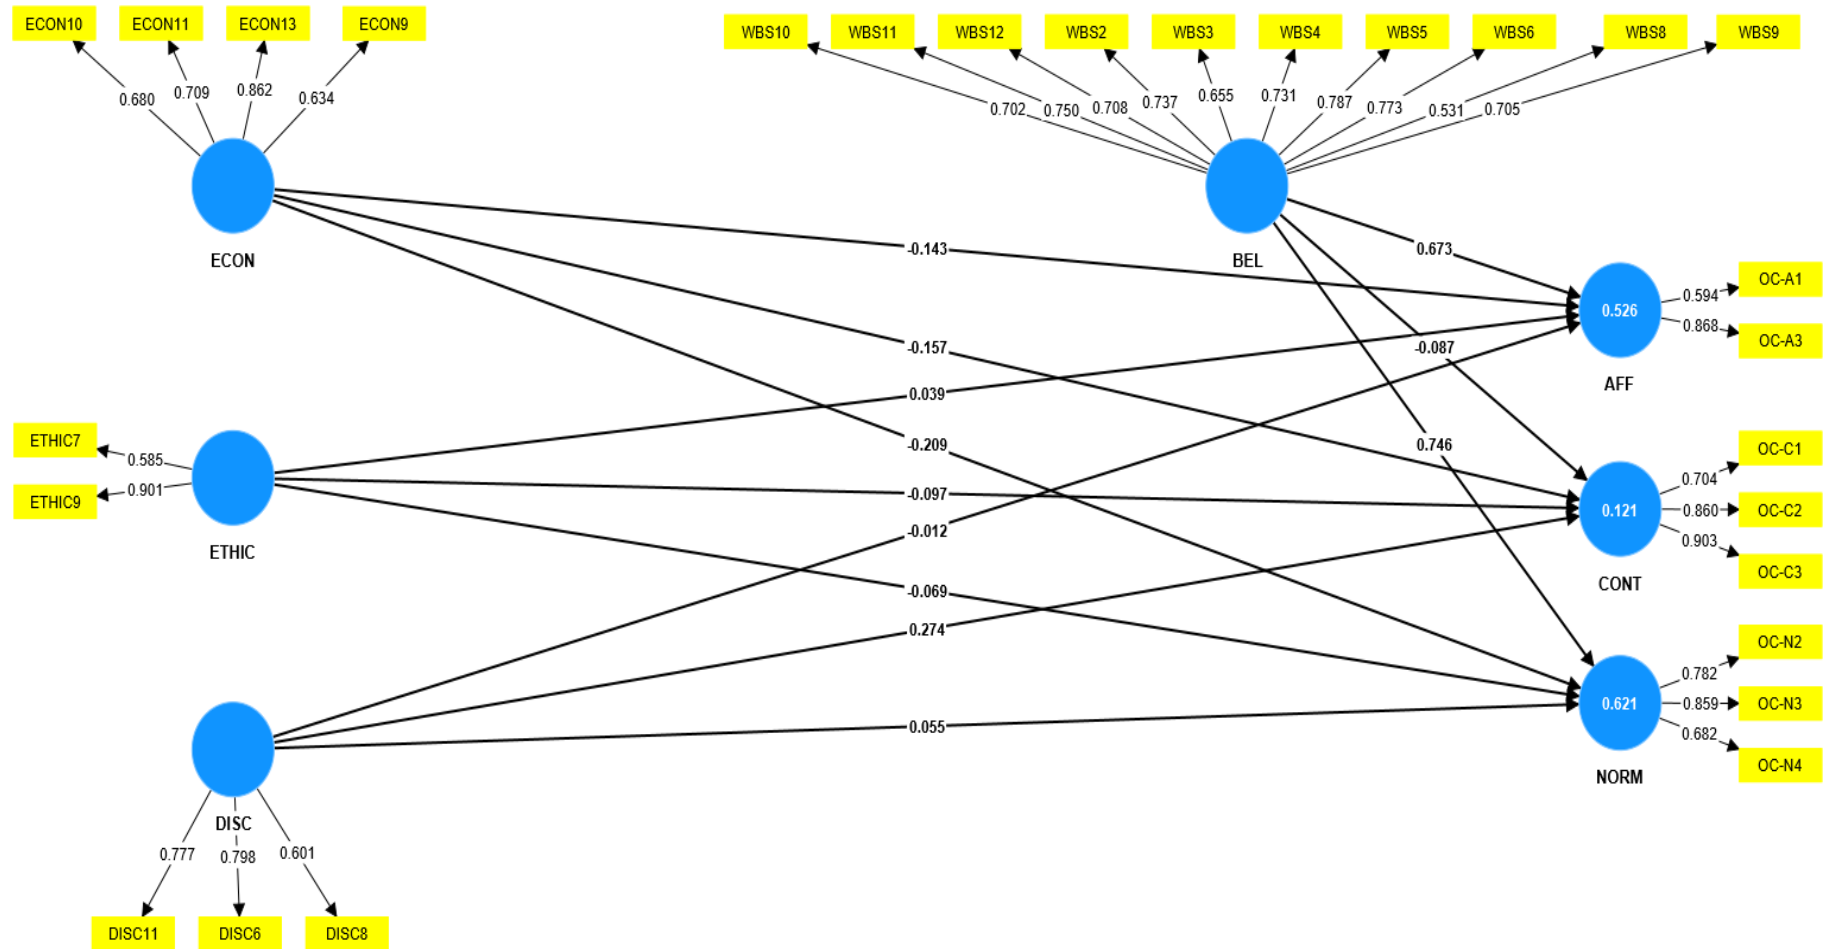 ECON10 ECON11 ECON13 ECON9 WBS10 WBS11 WBS12 WBS2 WBS3 WBS4 WBS5 WBS6 WBS8 WBS9
0.680 0.709 0.862 0.634 0.702 0.750 0.708 0.737 0.655 0.731 0.787 0.773 0.531 0.705
ECON BEL
-0.143 0.673
0.526 0.594 OC-A1
0.868 OC-A3
AFF
-0.157 -0.087
0.039
ETHIC7 0.585
-0.209 0.746
ETHIC9 0.901
ETHIC
-0.097
0.121 0.704 OC-C1
0.860 OC-C2
0.903 OC-C3
CONT
-0.012
-0.069
0.274
0.621 0.782 OC-N2
0.859 OC-N3
0.682 OC-N4
NORM
0.055
DISC
0.777 0.798 0.601
DISC11 DISC6 DISC8